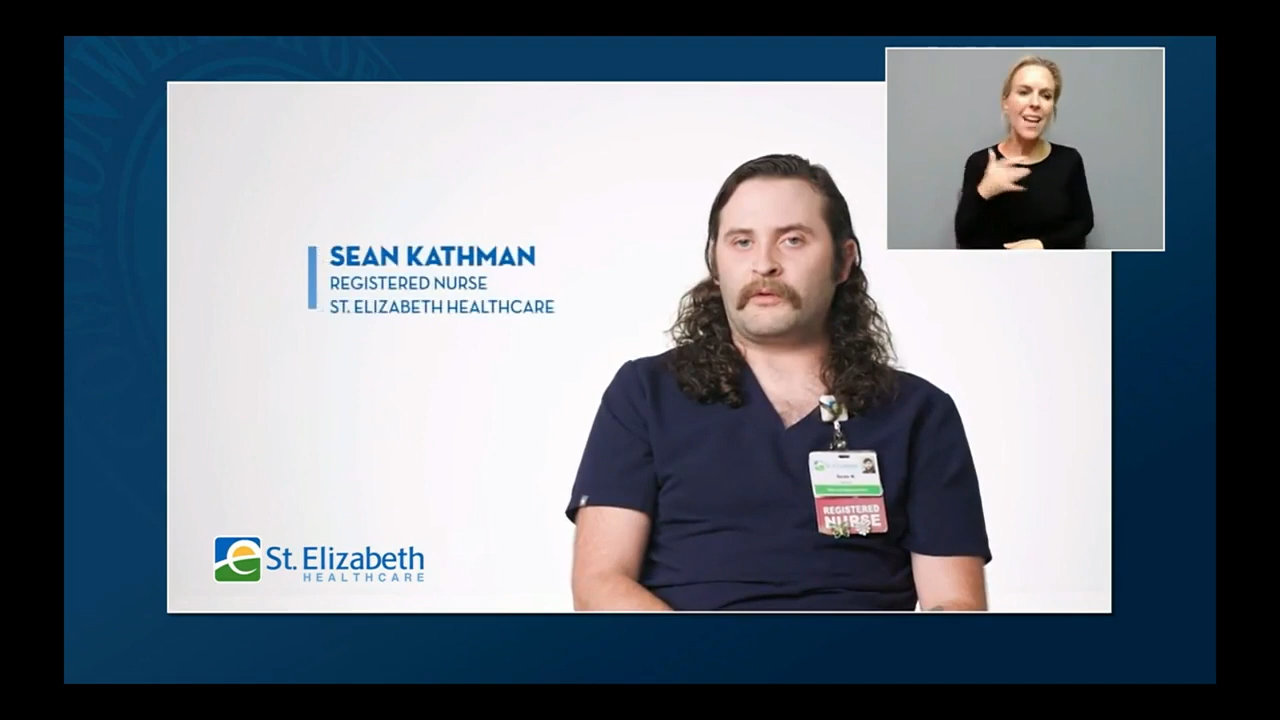 SEAN KATHMAN
REGISTERED NURSE
ST. ELIZABETH HEALTHCARE
REGISTERED
NURSE
St. Elizabeth
HEALTHCARE